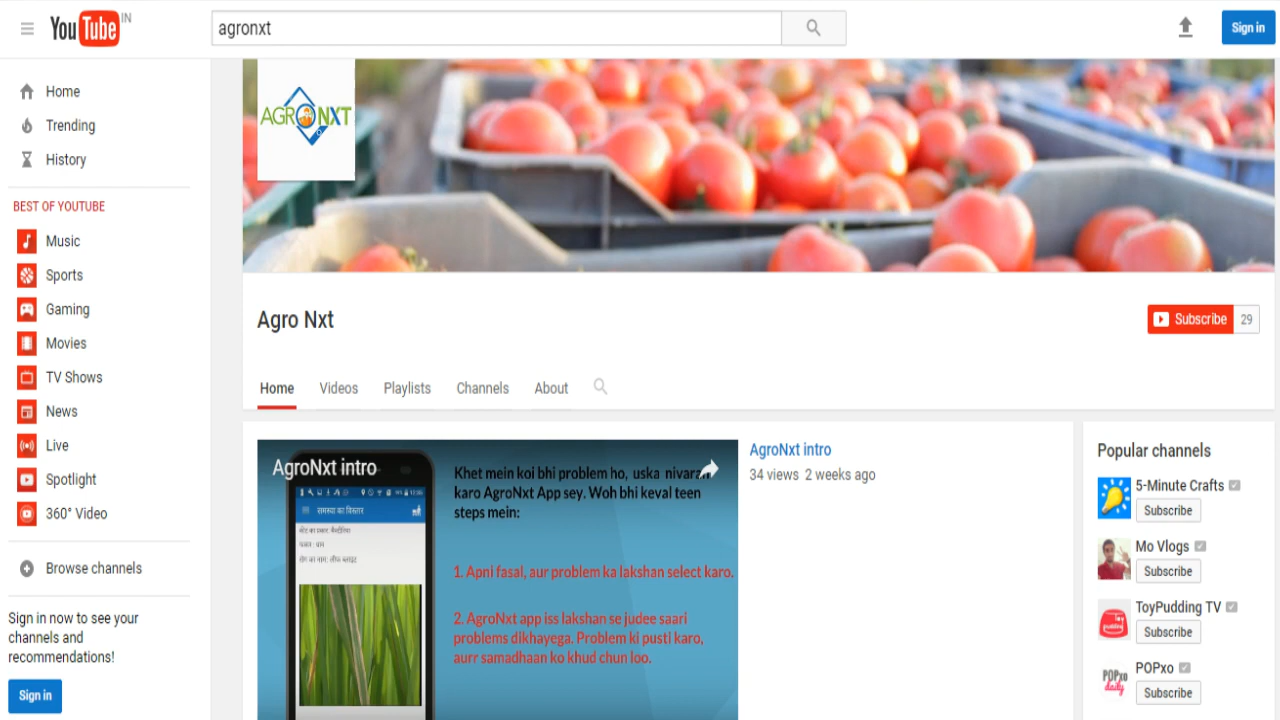 YouTube IN
agronxt
Sign in
Home
Trending
History
BEST OF YOUTUBE
Music
Sports
Gaming
Movies
TV Shows
News
Live
Spotlight
360° Video
Browse channels
Sign in now to see your
channels and
recommendations!
Sign in
AGRONXT
Agro Nxt
Subscribe 29
Home Videos Playlists Channels About
AgroNxt intro
समस्या का विस्तार
Khet mein koi bhi problem ho, uska nivaran
karo AgroNxt App sey. Woh bhi keval teen
steps mein:
1. Apni fasal, aur problem ka lakshan select karo.
2. AgroNxt app iss lakshan se judee saari
problems dikhayega. Problem ki pusti karo,
aurr samadhaan ko khud chun loo.
AgroNxt intro
34 views 2 weeks ago
Popular channels
5-Minute Crafts
Subscribe
Mo Vlogs
Subscribe
ToyPudding TV
Subscribe
POPxo
daily
POPxo
Subscribe